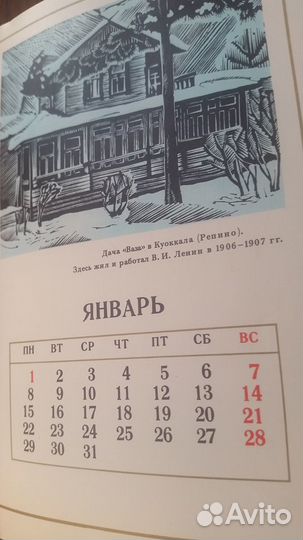 Дача «Ваза» в Куоккала (Репино).
Здесь жил и работал В. И. Ленин в 1906—1907 гг.
ЯНВАРЬ
ПН ВТ СР ЧТ ПТ СБ ВС
1 2 3 4 5 6 7
8 9 10 11 12 13 14
15 16 17 18 19 20 21
22 23 24 25 26 27 28
29 30 31
Avito